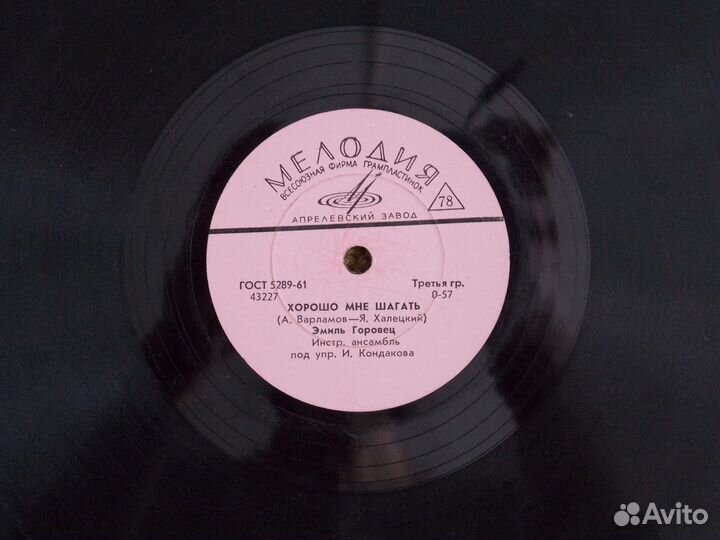 МЕЛОДИЯ
ВСЕСОЮЗНАЯ ФИРМА ГРАМПЛАСТИНОК
78
АПРЕЛЕВСКИЙ ЗАВОД
ГОСТ 5289-61 Третья гр.
43227 0-57
ХОРОШО МНЕ ШАГАТЬ
(А. Варламов—Я. Халецкий)
Эмиль Горовец
Инстр. ансамбль
под упр. И. Кондакова
Avito